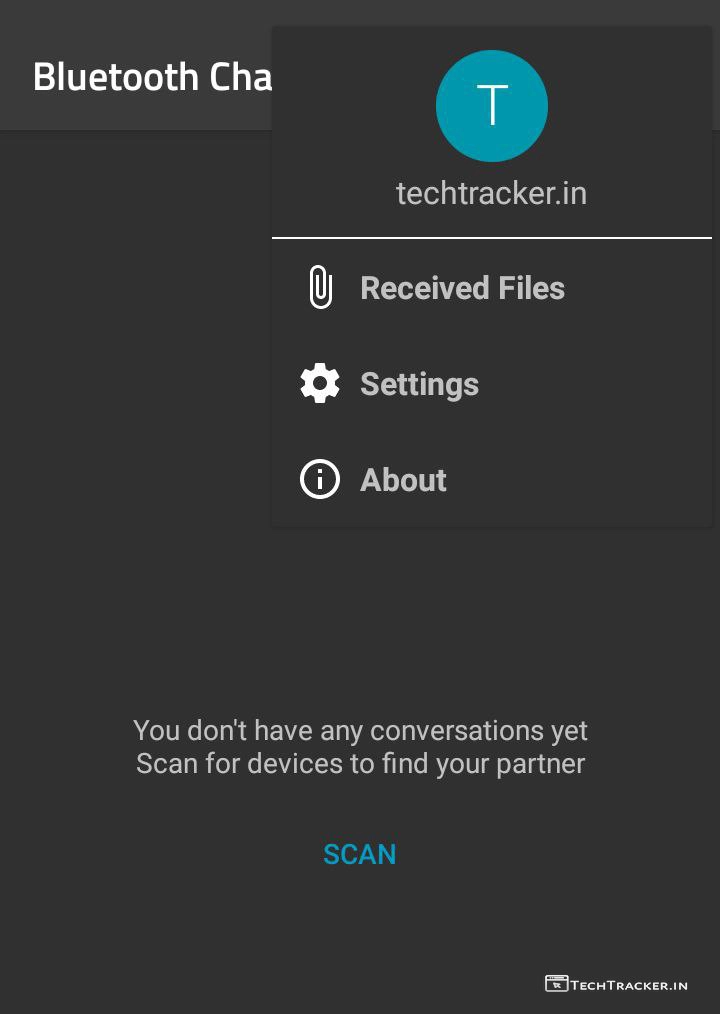 Bluetooth Cha
T
techtracker.in
Received Files
Settings
About
You don't have any conversations yet
Scan for devices to find your partner
SCAN
TECHTRACKER.IN